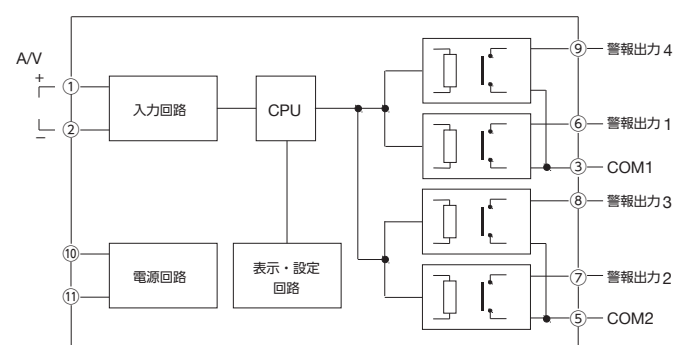 A/V
+
①
②
−
入力回路
CPU
⑨ 警報出力4
⑥ 警報出力1
③ COM1
⑧ 警報出力3
⑦ 警報出力2
⑤ COM2
⑩
⑪
電源回路
表示・設定
回路